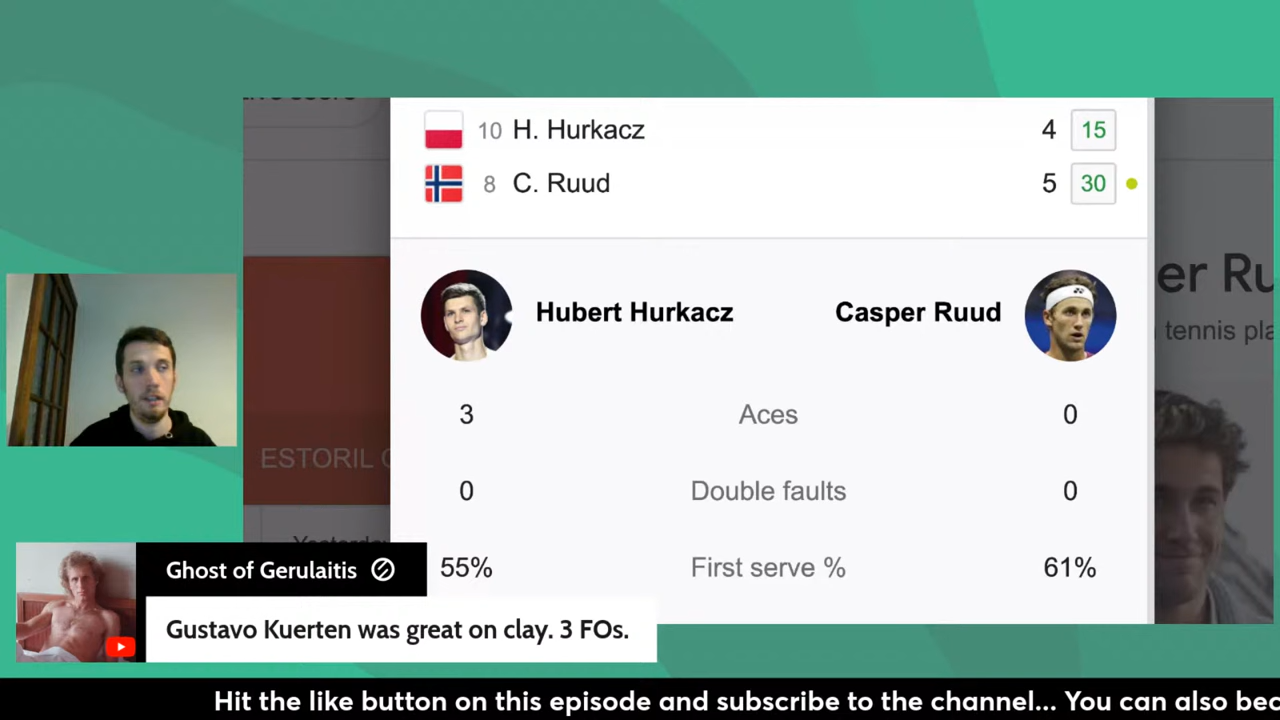 10 H. Hurkacz 4 15
8 C. Ruud 5 30
er Ru
Hubert Hurkacz Casper Ruud
tennis pla
3 Aces 0
ESTORIL
0 Double faults 0
Yesterday
55% First serve % 61%
Ghost of Gerulaitis
Gustavo Kuerten was great on clay. 3 FOs.
Hit the like button on this episode and subscribe to the channel... You can also bec